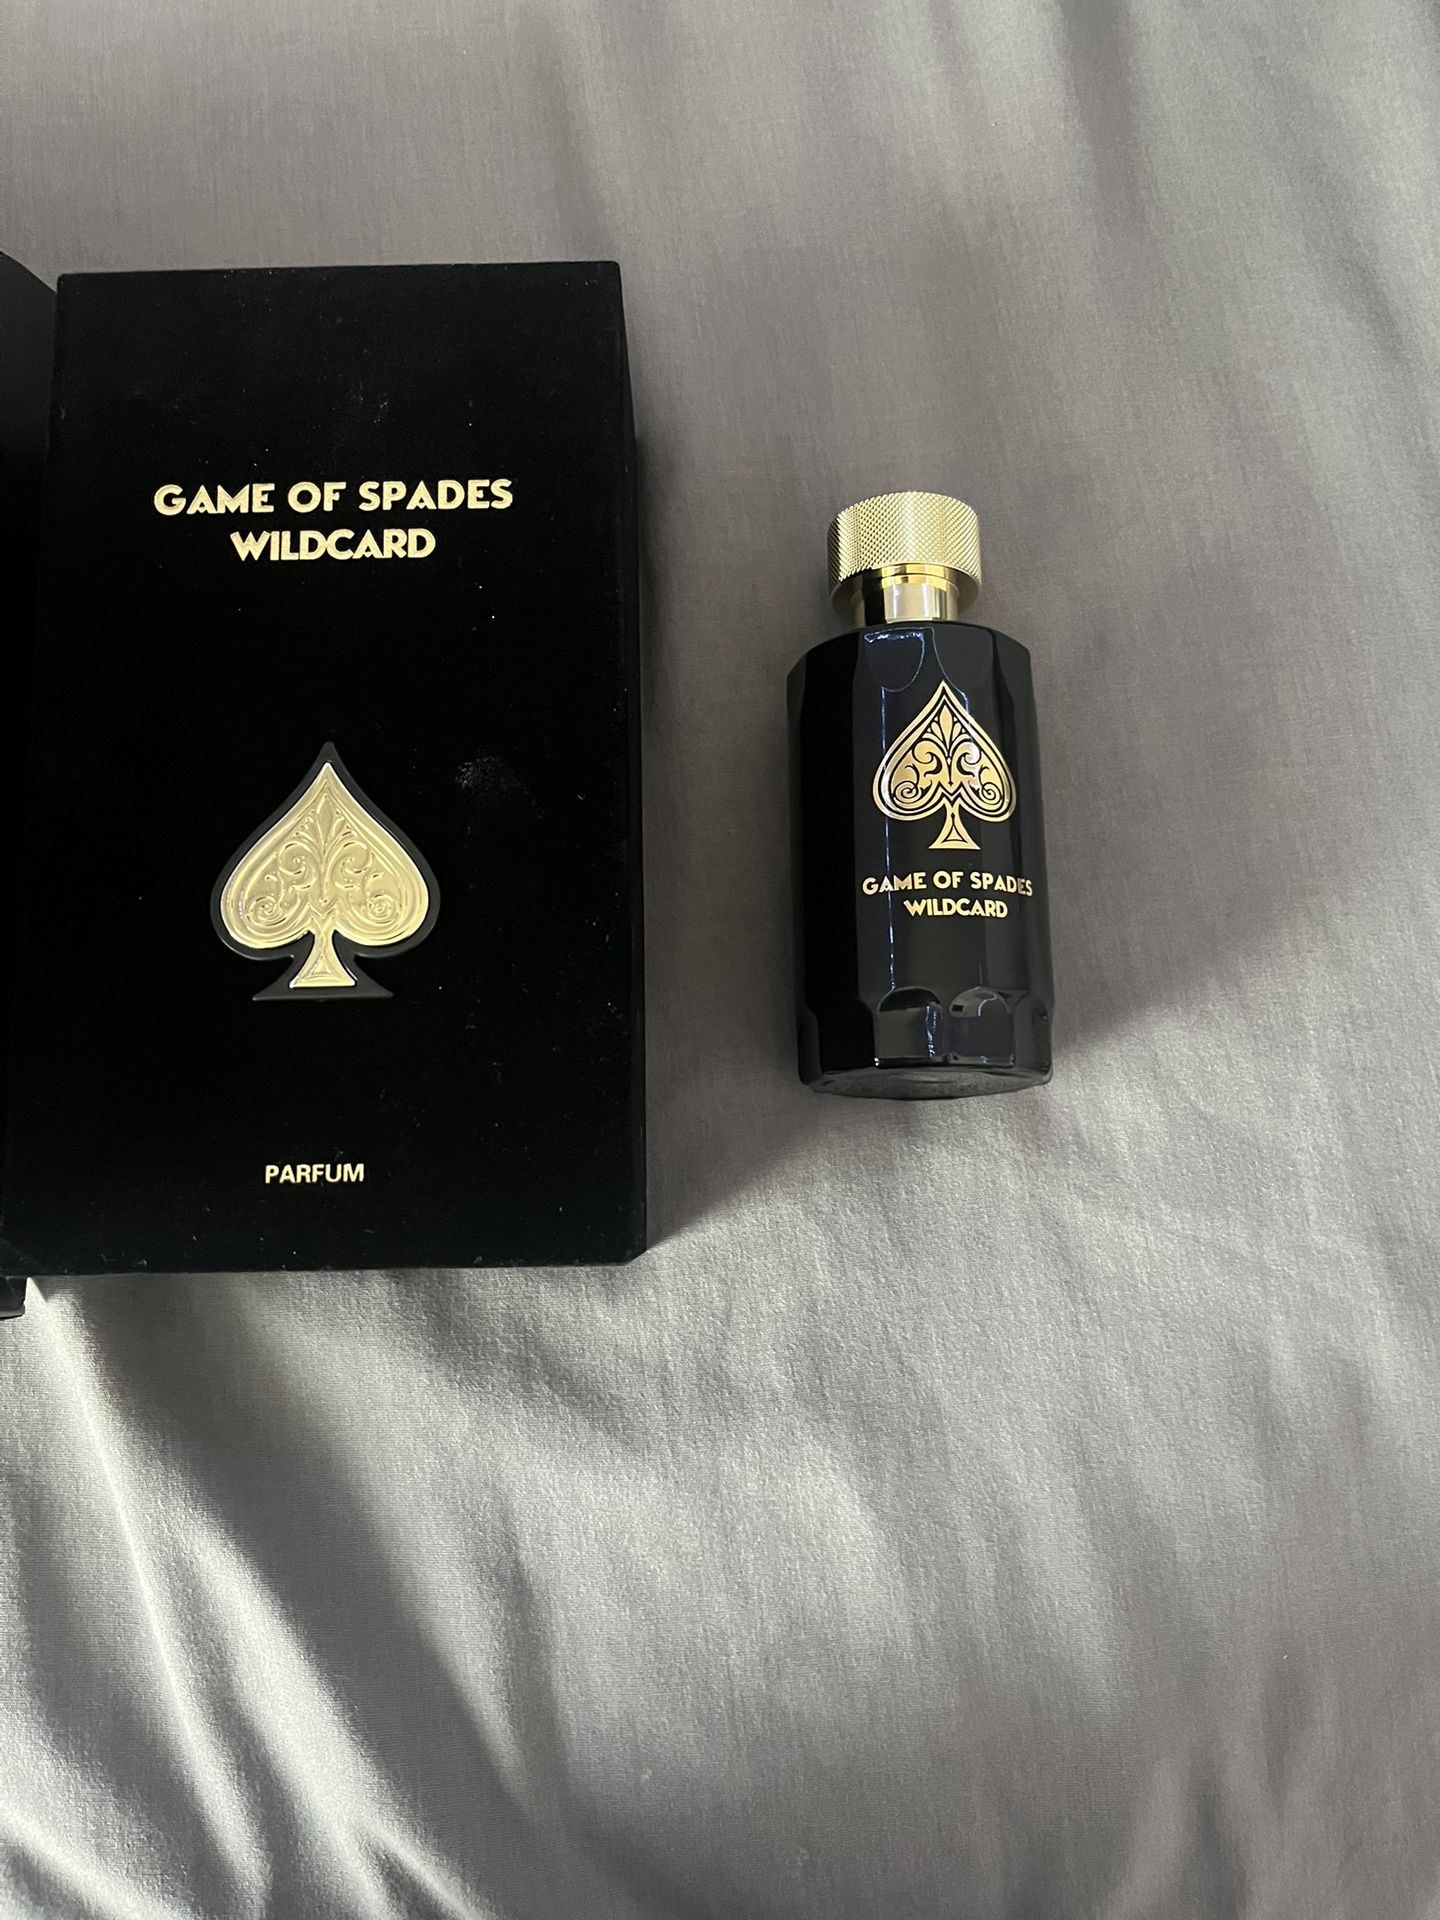 GAME OF SPADES
WILDCARD
PARFUM
GAME OF SPADES
WILDCARD